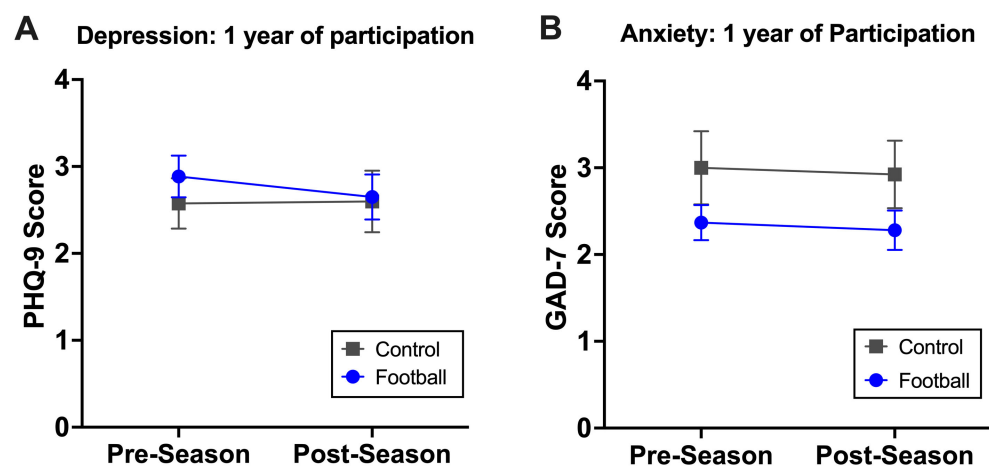 A
Depression: 1 year of participation
4
3
2
1
0
PHQ-9 Score
Control
Football
Pre-Season Post-Season
B
Anxiety: 1 year of Participation
4
3
2
1
0
GAD-7 Score
Control
Football
Pre-Season Post-Season